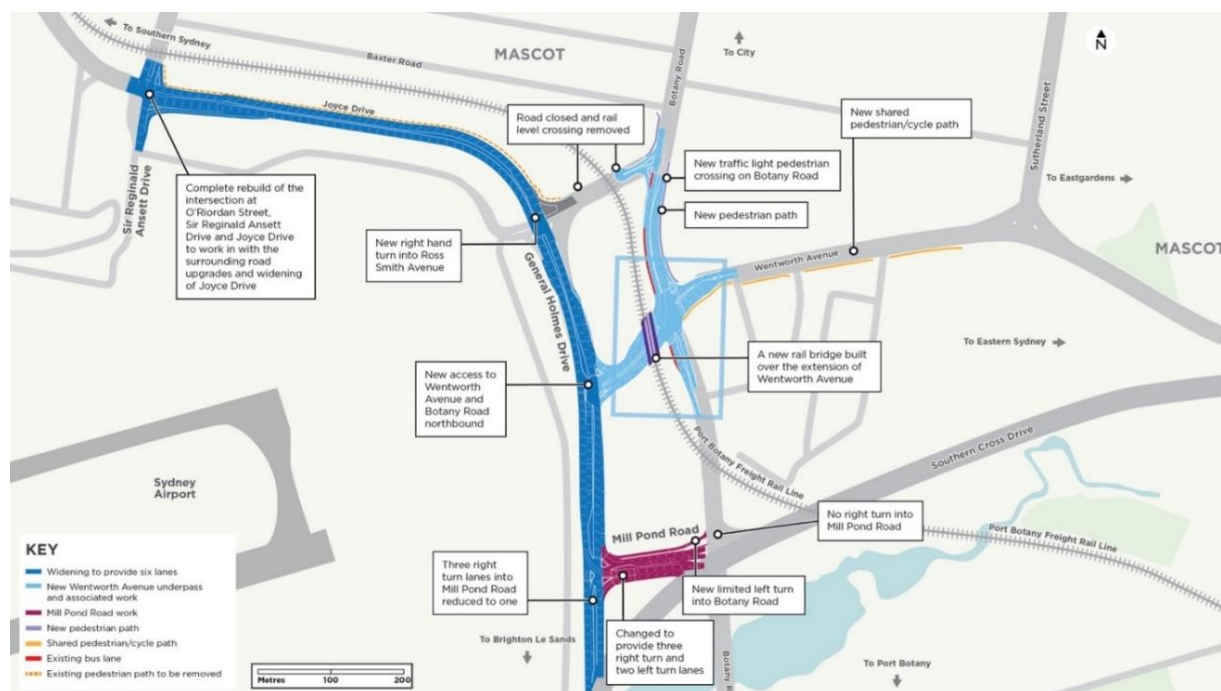 To Southern
Sydney
MASCOT
Baxter Road
To City
Botany Road
N
Joyce Drive
Road closed and rail
level crossing removed
New shared
pedestrian/cycle path
Sutherland Street
New traffic light pedestrian
crossing on Botany Road
To Eastgardens
Sir Reginald
Ansett Drive
Complete rebuild of the
intersection at
O'Riordan Street,
Sir Reginald Ansett
Drive and Joyce Drive
to work in with the
surrounding road
upgrades and widening
of Joyce Drive
New pedestrian path
New right hand
turn into Ross
Smith Avenue
General Holmes Drive
Wentworth Avenue
MASCOT
To Eastern Sydney
A new rail bridge built
over the extension of
Wentworth Avenue
New access to
Wentworth
Avenue and
Botany Road
northbound
Port Botany Freight Rail Line
Southern Cross Drive
Sydney
Airport
No right turn into
Mill Pond Road
Port Botany Freight Rail Line
Mill Pond Road
Three right
turn lanes into
Mill Pond Road
reduced to one
New limited left turn
into Botany Road
Changed to
provide three
right turn and
two left turn lanes
To Brighton Le Sands
To Port Botany
Botany R
KEY
Widening to provide six lanes
New Wentworth Avenue underpass
and associated work
Mill Pond Road work
New pedestrian path
Shared pedestrian/cycle path
Existing bus lane
Existing pedestrian path to be removed
Metres 100 200